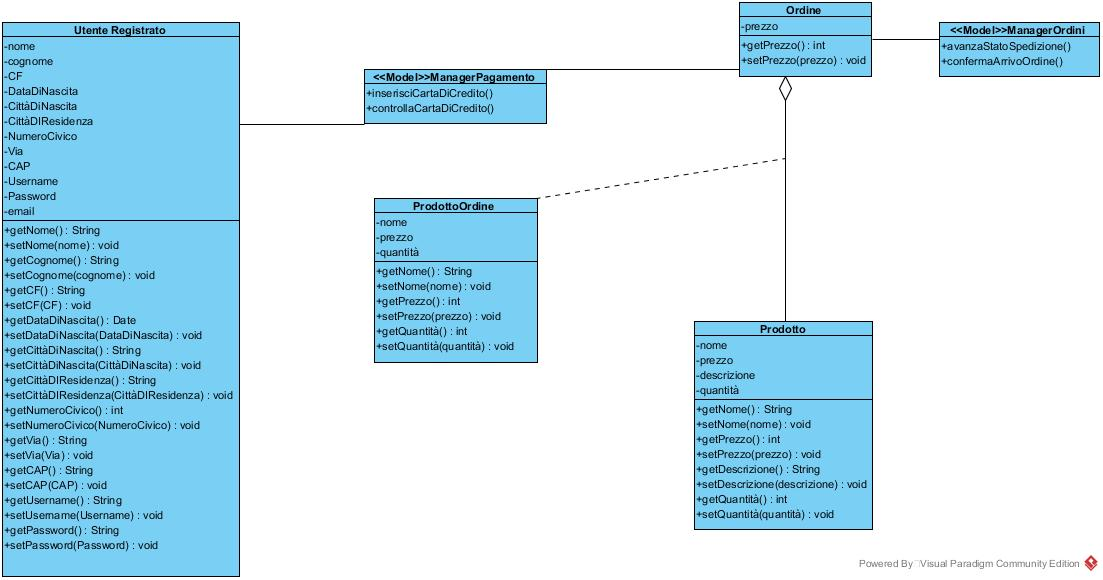 Utente Registrato
-nome
-cognome
-CF
-DataDiNascita
-CittàDiNascita
-CittàDIResidenza
-NumeroCivico
-Via
-CAP
-Username
-Password
-email
+getNome() : String
+setNome(nome) : void
+getCognome() : String
+setCognome(cognome) : void
+getCF() : String
+setCF(CF) : void
+getDataDiNascita() : Date
+setDataDiNascita(DataDiNascita) : void
+getCittàDiNascita() : String
+setCittàDiNascita(CittàDiNascita) : void
+getCittàDIResidenza() : String
+setCittàDIResidenza(CittàDIResidenza) : void
+getNumeroCivico() : int
+setNumeroCivico(NumeroCivico) : void
+getVia() : String
+setVia(Via) : void
+getCAP() : String
+setCAP(CAP) : void
+getUsername() : String
+setUsername(Username) : void
+getPassword() : String
+setPassword(Password) : void
<<Model>>ManagerPagamento
+inserisciCartaDiCredito()
+controllaCartaDiCredito()
Ordine
-prezzo
+getPrezzo() : int
+setPrezzo(prezzo) : void
<<Model>>ManagerOrdini
+avanzaStatoSpedizione()
+confermaArrivoOrdine()
ProdottoOrdine
-nome
-prezzo
-quantità
+getNome() : String
+setNome(nome) : void
+getPrezzo() : int
+setPrezzo(prezzo) : void
+getQuantità() : int
+setQuantità(quantità) : void
Prodotto
-nome
-prezzo
-descrizione
-quantità
+getNome() : String
+setNome(nome) : void
+getPrezzo() : int
+setPrezzo(prezzo) : void
+getDescrizione() : String
+setDescrizione(descrizione) : void
+getQuantità() : int
+setQuantità(quantità) : void
Powered By Visual Paradigm Community Edition